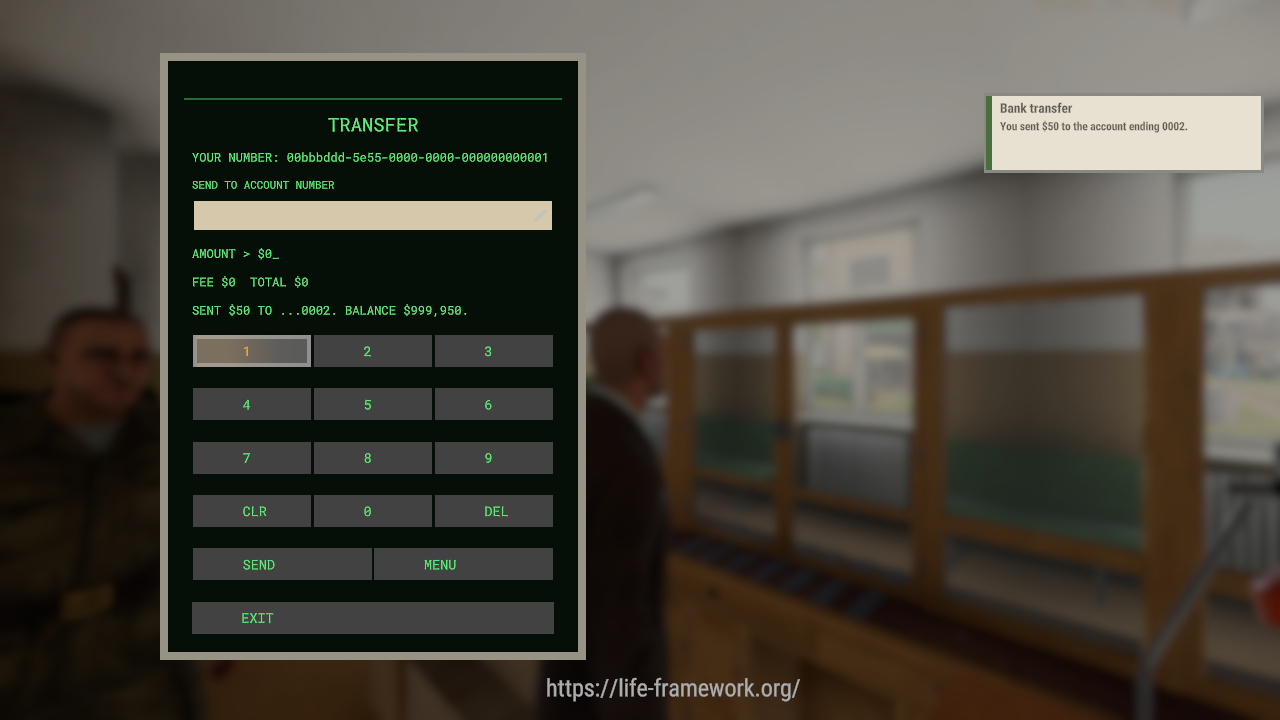 TRANSFER
YOUR NUMBER: 00bbbddd-5e55-0000-0000-000000000001
SEND TO ACCOUNT NUMBER
AMOUNT > $0_
FEE $0 TOTAL $0
SENT $50 TO ...0002. BALANCE $999,950.
1 2 3
4 5 6
7 8 9
CLR 0 DEL
SEND MENU
EXIT
Bank transfer
You sent $50 to the account ending 0002.
https://life-framework.org/